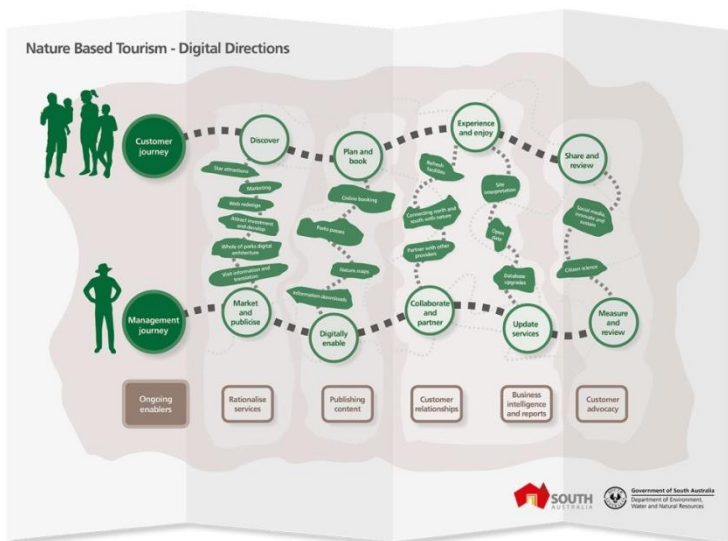 Nature Based Tourism - Digital Directions
Customer
journey
Discover
Plan and
book
Experience
and enjoy
Share and
review
Star attractions
Marketing
Web redesign
Attract investment
and develop
Whole of parks digital
architecture
Visit information and
translation
Online booking
Parks passes
Nature maps
Information downloads
Refresh
facilities
Connecting north and
south with nature
Partner with other
providers
Site
interpretation
Open
data
Database
upgrades
Social media,
innovate and
sustain
Citizen science
Management
journey
Market
and
publicise
Digitally
enable
Collaborate
and
partner
Update
services
Measure
and review
Ongoing
enablers
Rationalise
services
Publishing
content
Customer
relationships
Business
intelligence
and reports
Customer
advocacy
SOUTH
AUSTRALIA
Government of South Australia
Department of Environment,
Water and Natural Resources